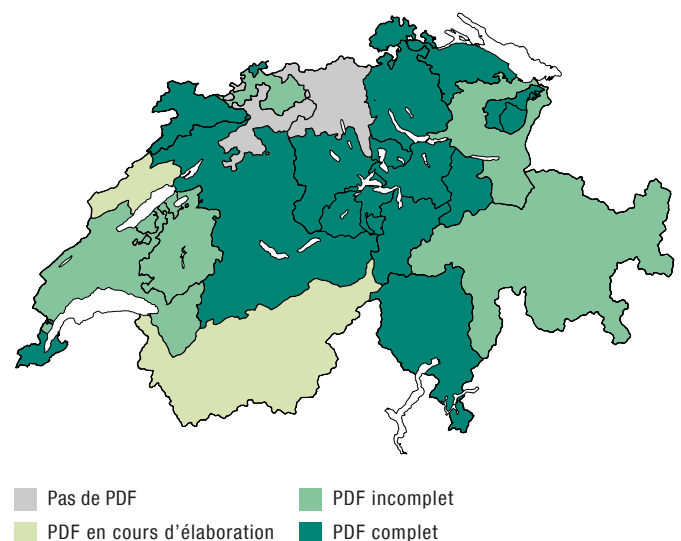 Pas de PDF
PDF en cours d'élaboration
PDF incomplet
PDF complet